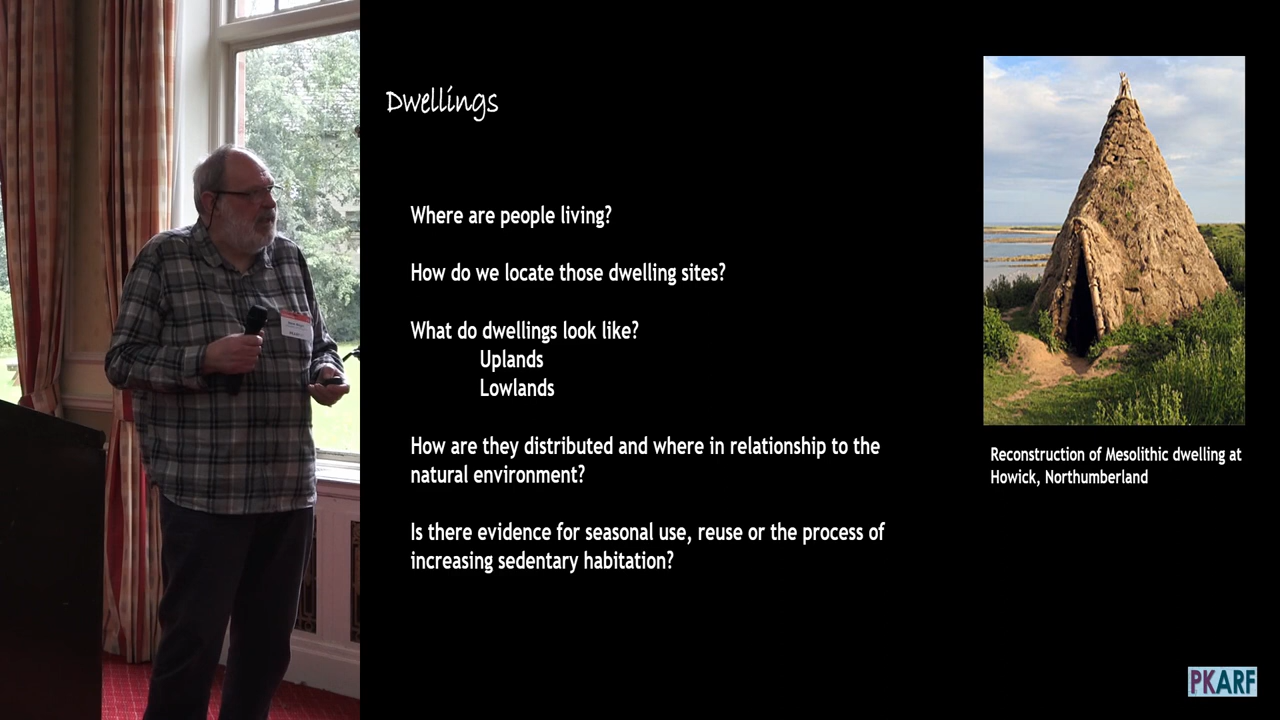 Dwellings
Where are people living?
How do we locate those dwelling sites?
What do dwellings look like?
Uplands
Lowlands
How are they distributed and where in relationship to the
natural environment?
Is there evidence for seasonal use, reuse or the process of
increasing sedentary habitation?
Reconstruction of Mesolithic dwelling at
Howick, Northumberland
PKARF